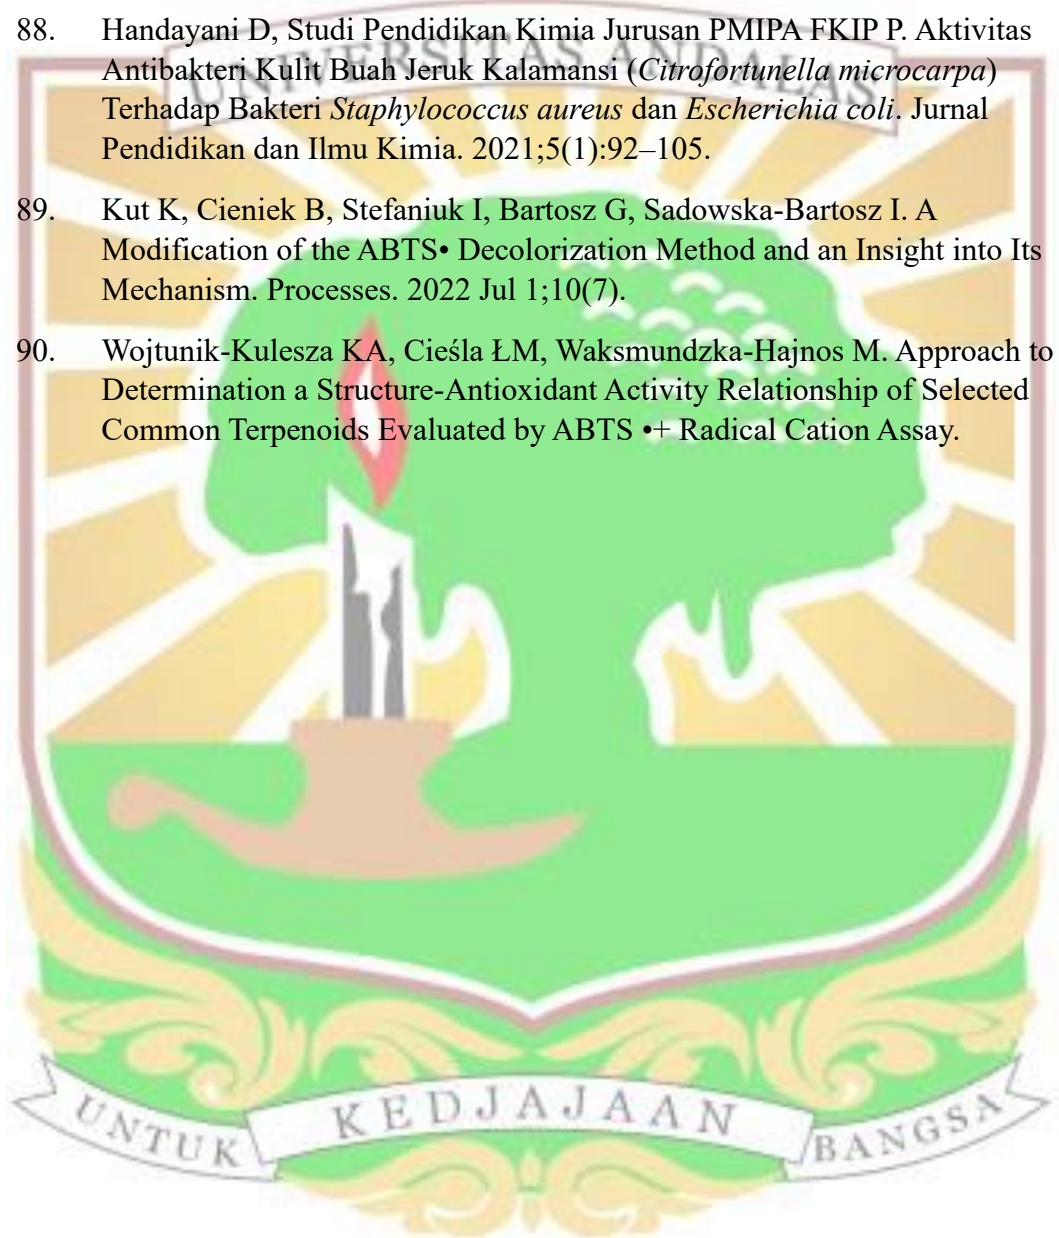 UNIVERSITAS ANDALAS
88. Handayani D, Studi Pendidikan Kimia Jurusan PMIPA FKIP P. Aktivitas
Antibakteri Kulit Buah Jeruk Kalamansi (Citrofortunella microcarpa)
Terhadap Bakteri Staphylococcus aureus dan Escherichia coli. Jurnal
Pendidikan dan Ilmu Kimia. 2021;5(1):92–105.
89. Kut K, Cieniek B, Stefaniuk I, Bartosz G, Sadowska-Bartosz I. A
Modification of the ABTS• Decolorization Method and an Insight into Its
Mechanism. Processes. 2022 Jul 1;10(7).
90. Wojtunik-Kulesza KA, Cieśla ŁM, Waksmundzka-Hajnos M. Approach to
Determination a Structure-Antioxidant Activity Relationship of Selected
Common Terpenoids Evaluated by ABTS •+ Radical Cation Assay.
UNTUK KEDJAJAAN BANGSA